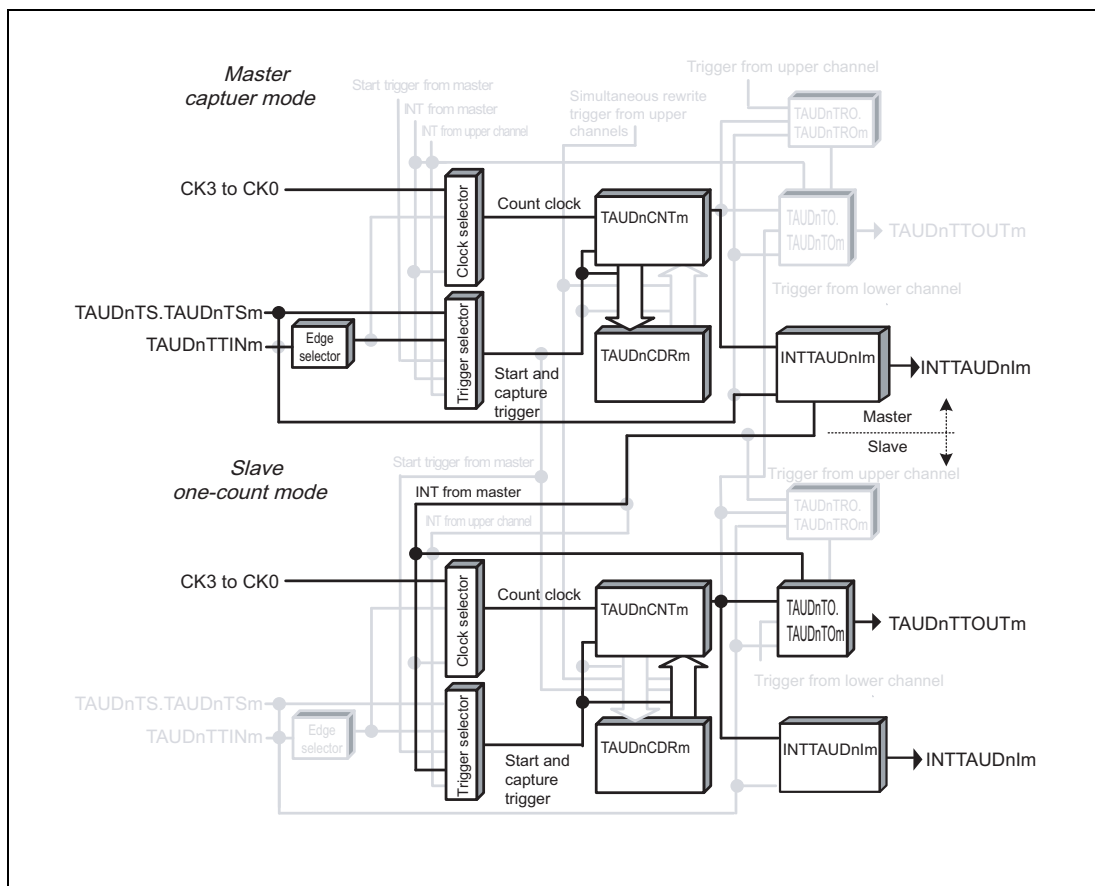 Master
captuer mode
Start trigger from master
INT from master
INT from upper channel
Simultaneous rewrite
trigger from upper
channels
Trigger from upper channel
TAUDnTRO.
TAUDnTROm
CK3 to CK0
Clock selector
Count clock
TAUDnCNTm
TAUDnTO.
TAUDnTOm
TAUDnTTOUTm
Trigger from lower channel
TAUDnTS.TAUDnTSm
TAUDnTTINm
Edge
selector
Trigger selector
Start and
capture
trigger
TAUDnCDRm
INTTAUDnIm
INTTAUDnIm
Master
Slave
Slave
one-count mode
Start trigger from master
INT from master
INT from upper channel
Trigger from upper channel
TAUDnTRO.
TAUDnTROm
CK3 to CK0
Clock selector
Count clock
TAUDnCNTm
TAUDnTO.
TAUDnTOm
TAUDnTTOUTm
Trigger from lower channel
TAUDnTS.TAUDnTSm
TAUDnTTINm
Edge
selector
Trigger selector
Start and
capture
trigger
TAUDnCDRm
INTTAUDnIm
INTTAUDnIm